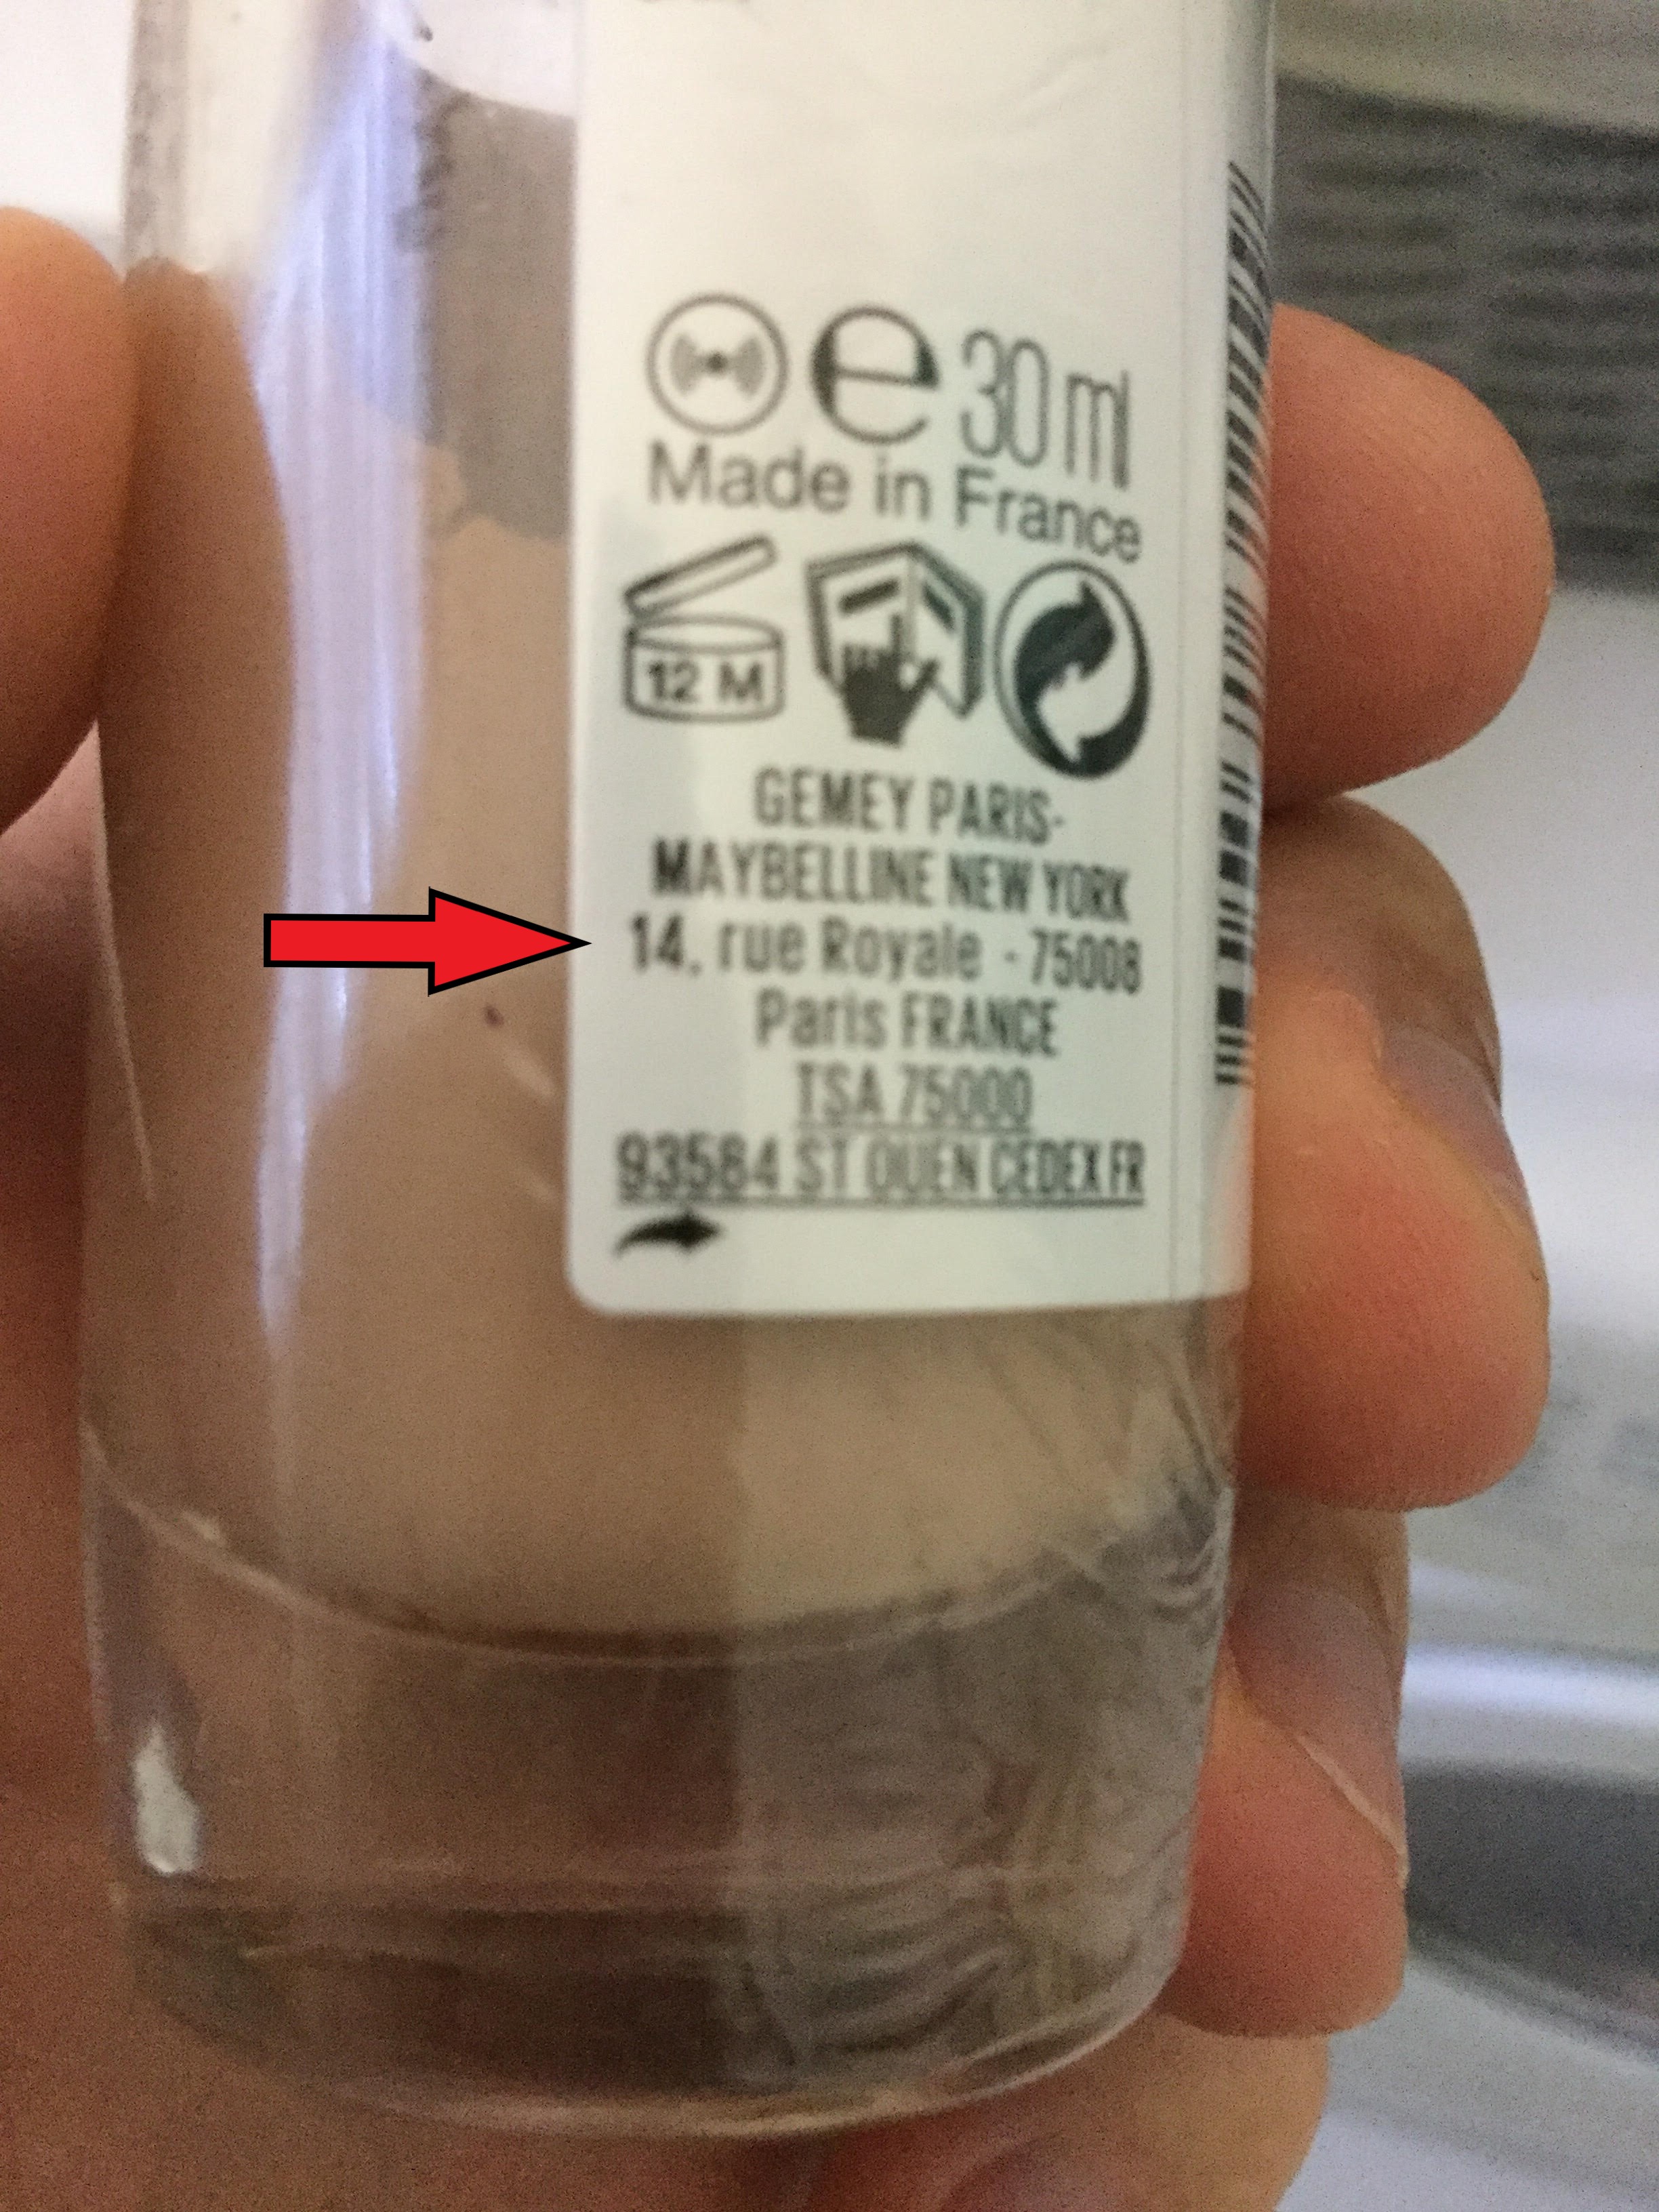 e 30 ml
Made in France
12 M
GEMEY PARIS-
MAYBELLINE NEW YORK
14, rue Royale - 75008
Paris FRANCE
TSA 75000
93584 ST OUEN CEDEX FR